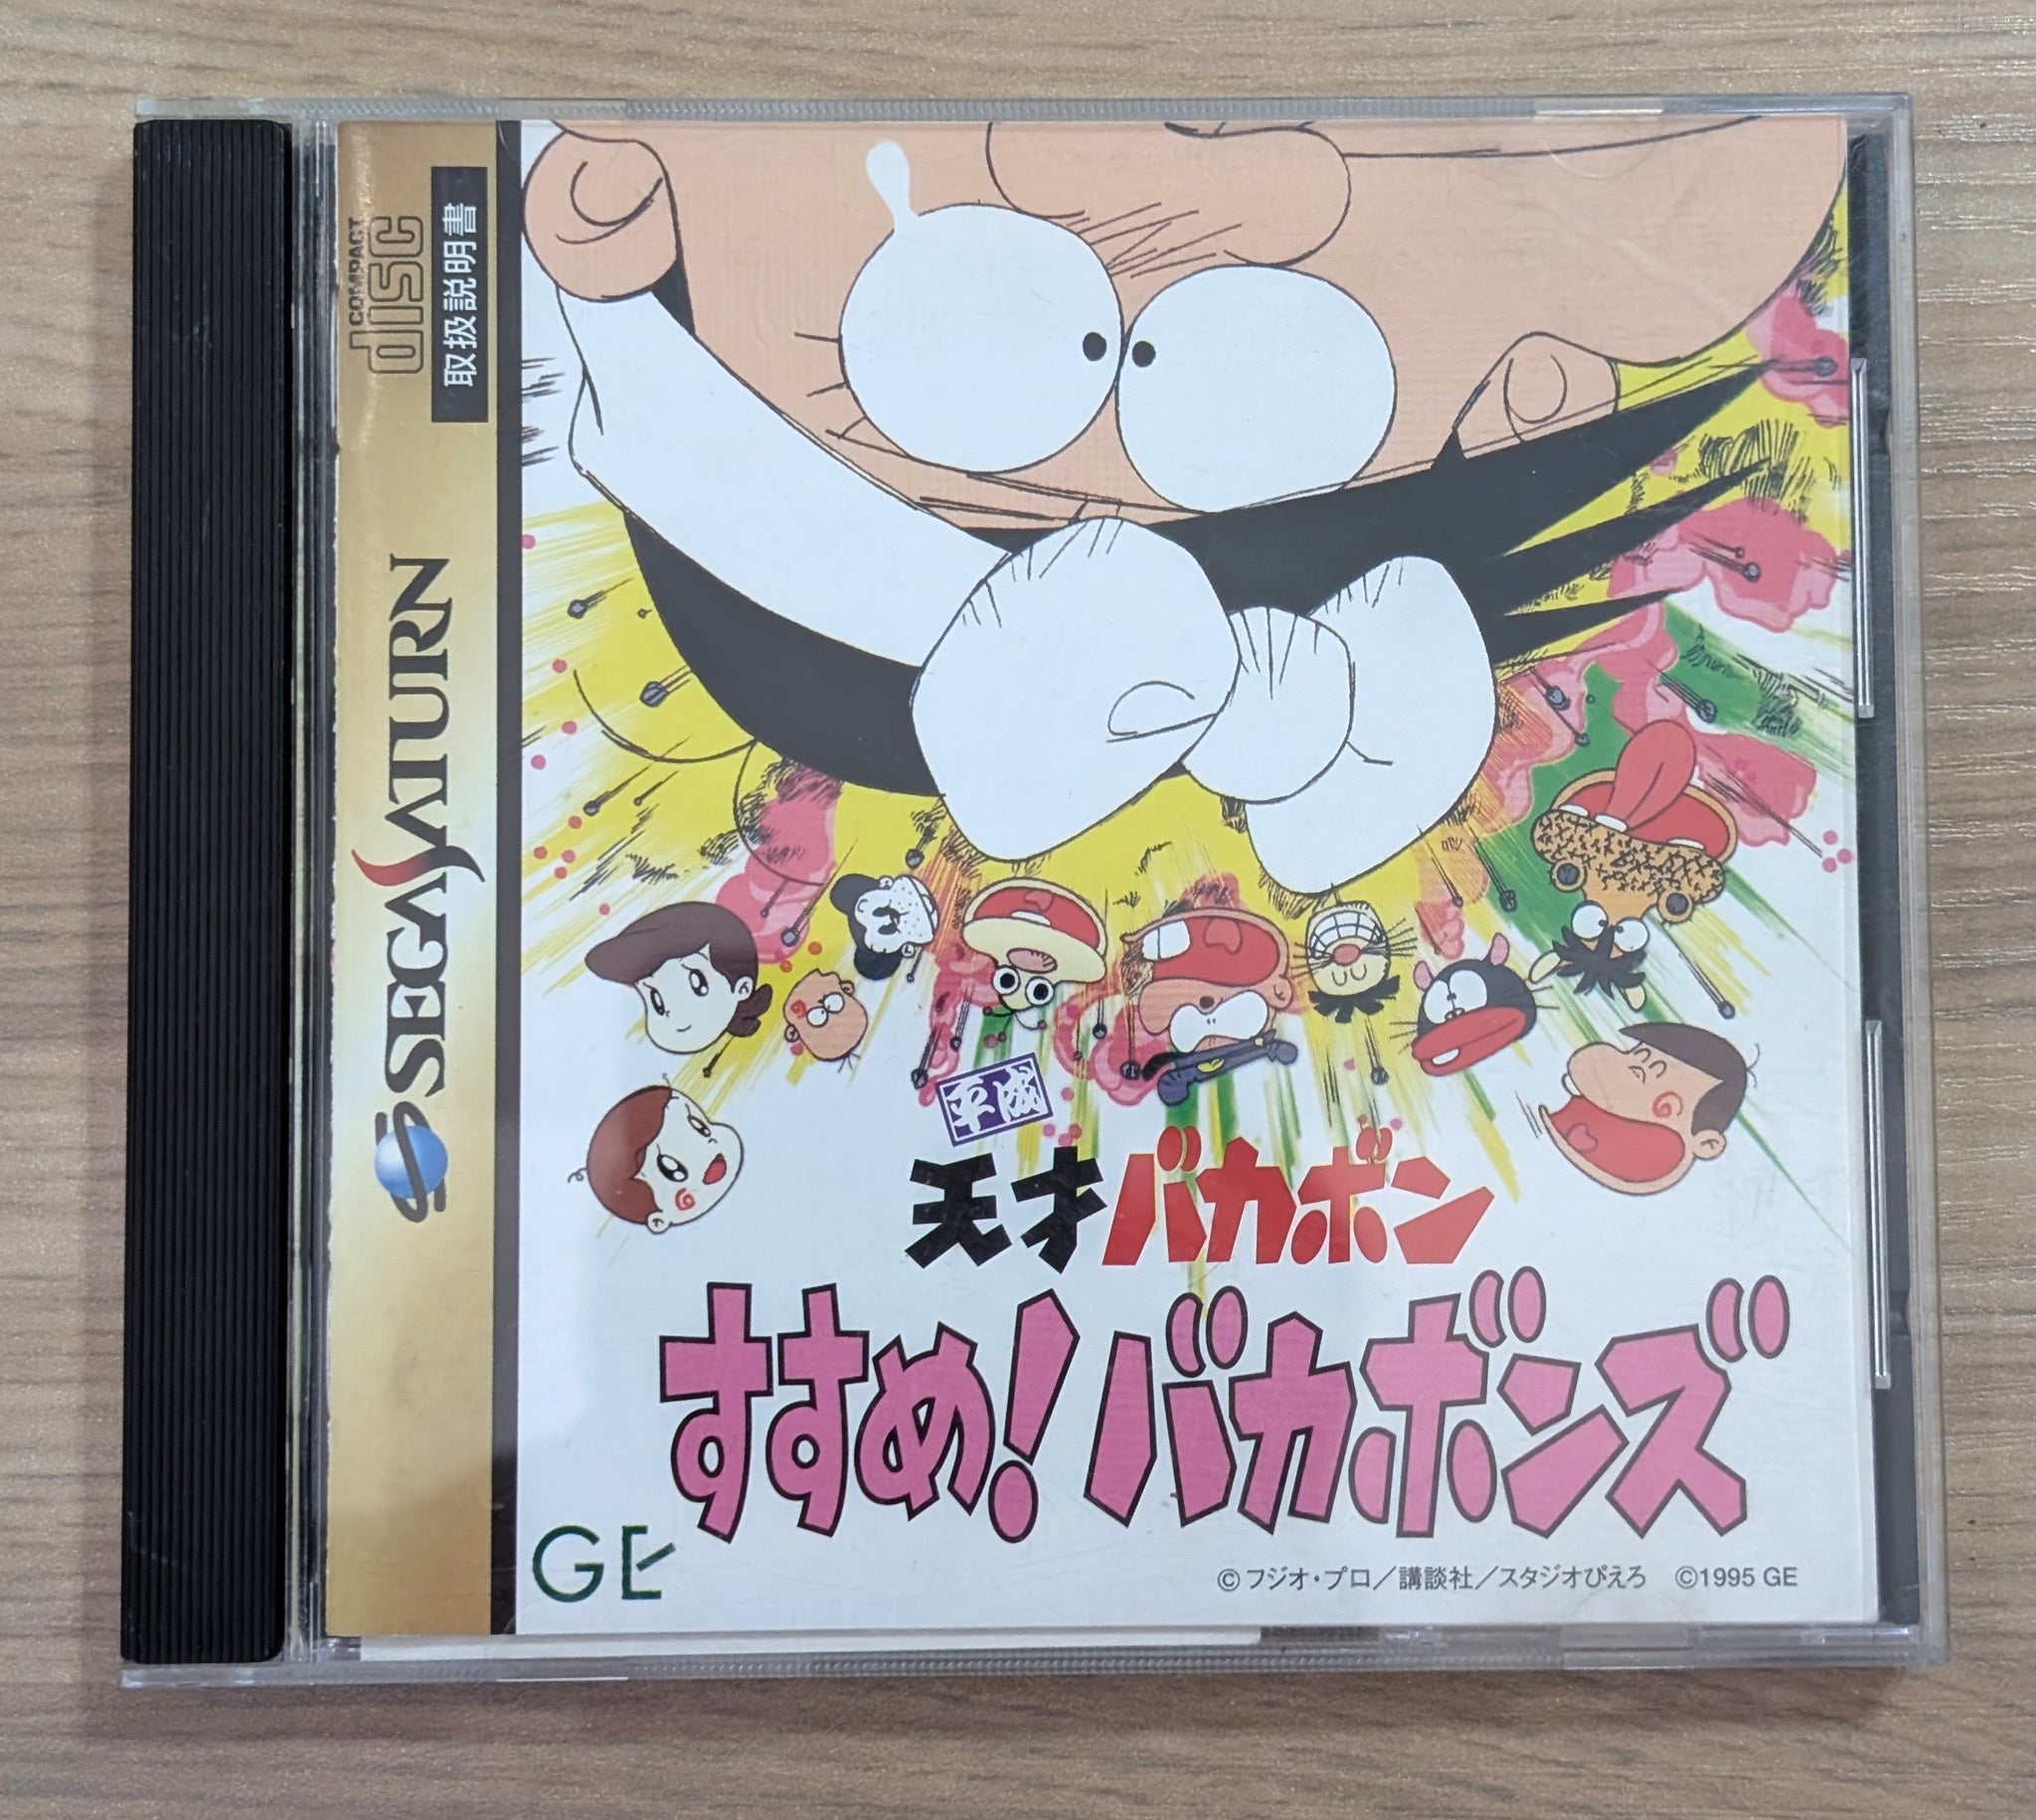 COMPACT
disc
取扱説明書
SEGA SATURN
平成
天才バカボン
すすめ!バカボンズ
GE
©フジオ・プロ/講談社/スタジオぴえろ ©1995 GE